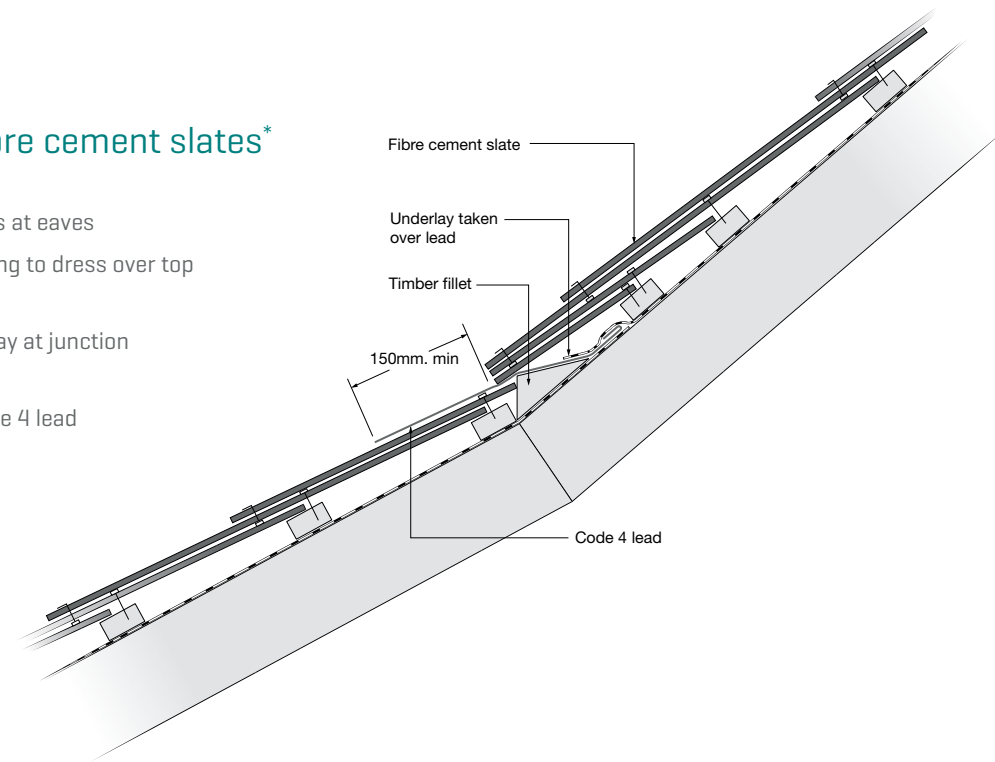 re cement slates*
s at eaves
ng to dress over top
ay at junction
e 4 lead
Fibre cement slate
Underlay taken
over lead
Timber fillet
150mm. min
Code 4 lead